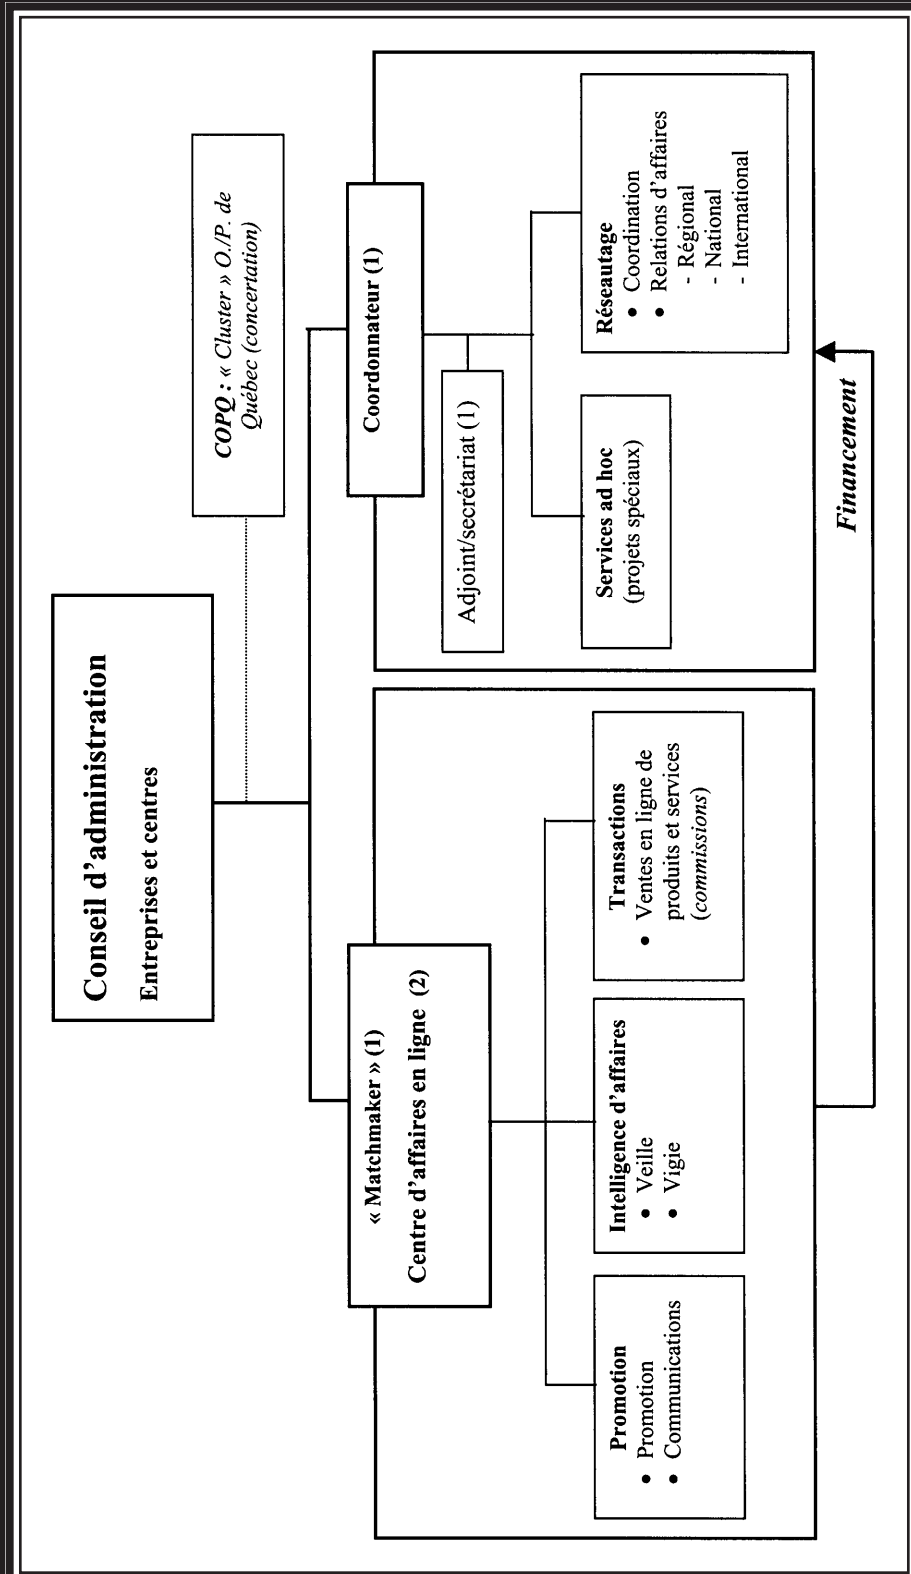 Conseil d'administration
Entreprises et centres
COPQ : « Cluster » O./P. de
Québec (concertation)
« Matchmaker » (1)
Centre d'affaires en ligne (2)
Coordonnateur (1)
Adjoint/secrétariat (1)
Promotion
• Promotion
• Communications
Intelligence d'affaires
• Veille
• Vigie
Transactions
• Ventes en ligne de
produits et services
(commissions)
Services ad hoc
(projets spéciaux)
Réseautage
• Coordination
• Relations d'affaires
- Régional
- National
- International
Financement